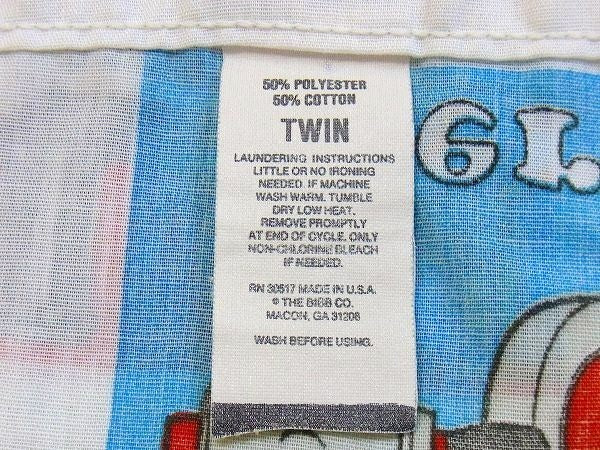 50% POLYESTER
50% COTTON
TWIN
LAUNDERING INSTRUCTIONS
LITTLE OR NO IRONING
NEEDED. IF MACHINE
WASH WARM. TUMBLE
DRY LOW HEAT.
REMOVE PROMPTLY
AT END OF CYCLE. ONLY
NON-CHLORINE BLEACH
IF NEEDED.
RN 30517 MADE IN U.S.A.
© THE BIBB CO.
MACON, GA 31208
WASH BEFORE USING.